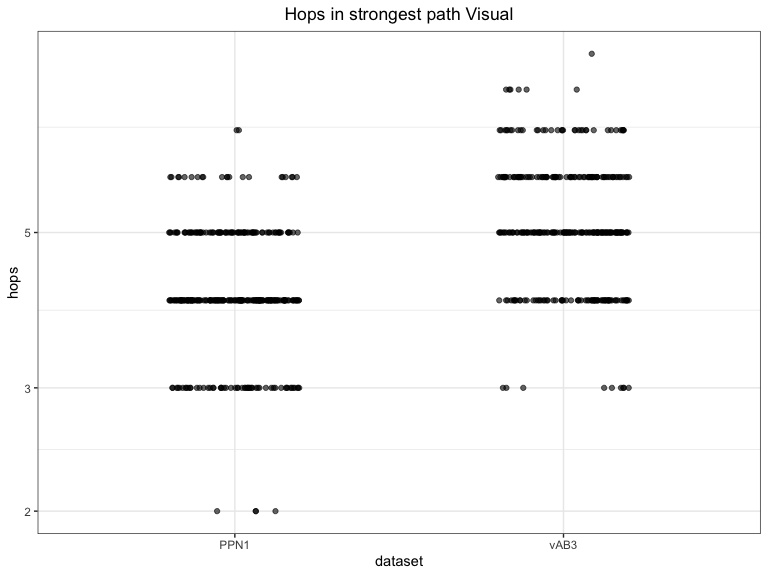 Hops in strongest path Visual
hops
5
3
2
PPN1
vAB3
dataset